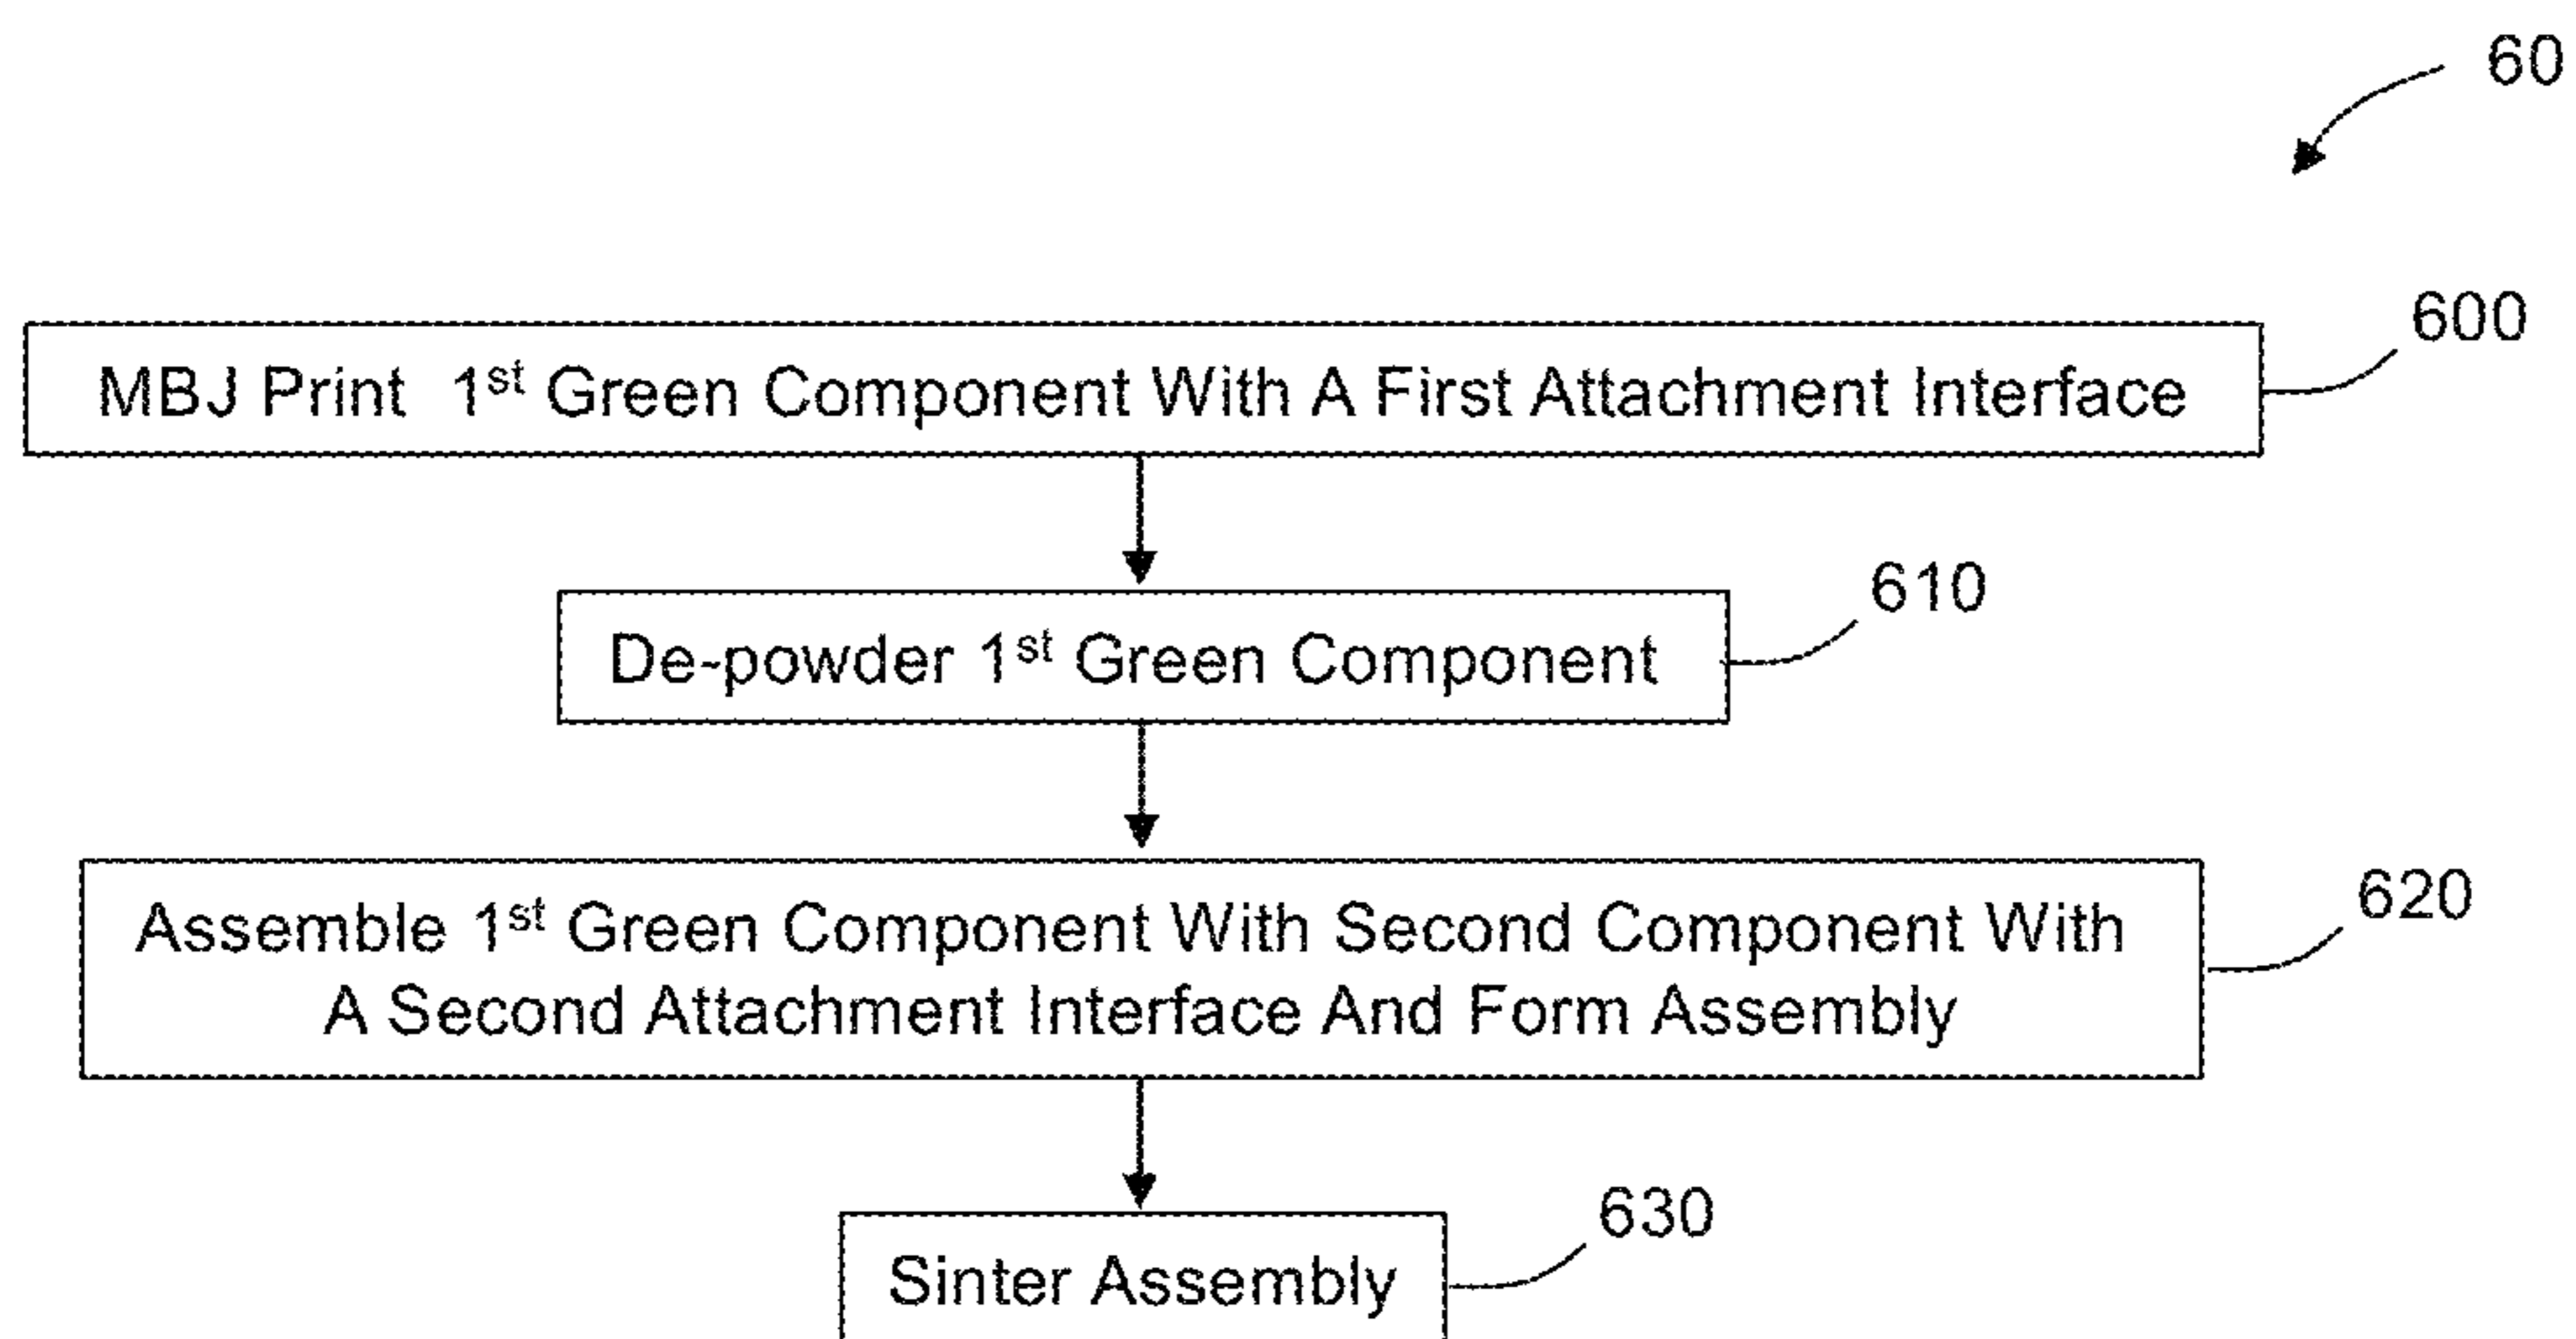 60
600
MBJ Print 1st Green Component With A First Attachment Interface
610
De-powder 1st Green Component
620
Assemble 1st Green Component With Second Component With
A Second Attachment Interface And Form Assembly
630
Sinter Assembly